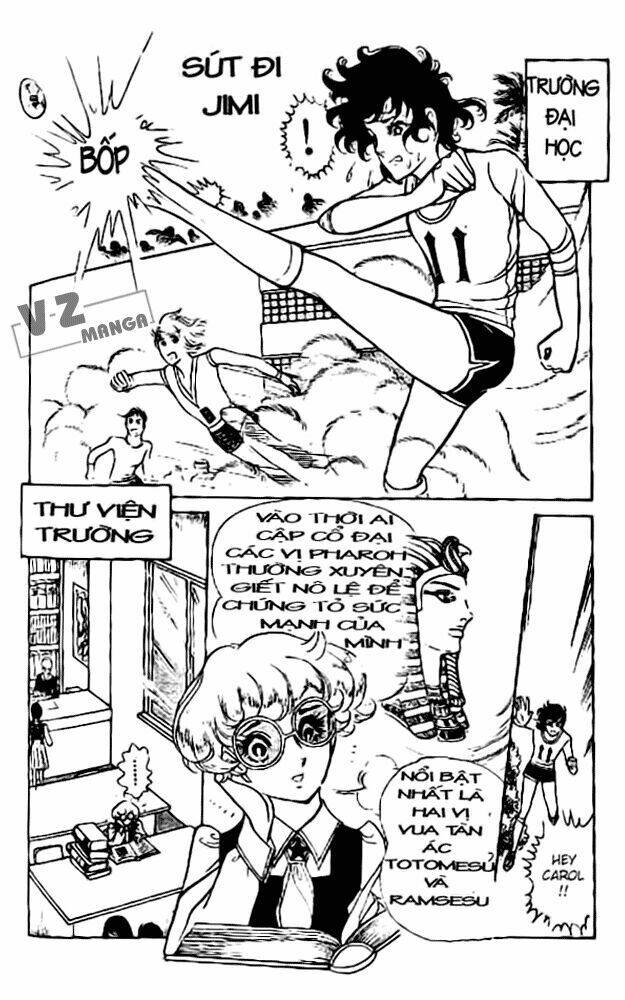 SÚT ĐI
JIMI
TRƯỜNG
ĐẠI
HỌC
!
BỐP
V-Z
MANGA
THƯ VIỆN
TRƯỜNG
VÀO THỜI AI
CẬP CỔ ĐẠI
CÁC VỊ PHAROH
THƯỜNG XUYÊN
GIẾT NÔ LỆ ĐỂ
CHỨNG TỎ SỨC
MẠNH CỦA
MÌNH
NỔI BẬT
NHẤT LÀ
HAI VỊ
VUA TÀN
ÁC
TOTOMESU
VÀ
RAMSESU
HEY
CAROL
!!
11
11